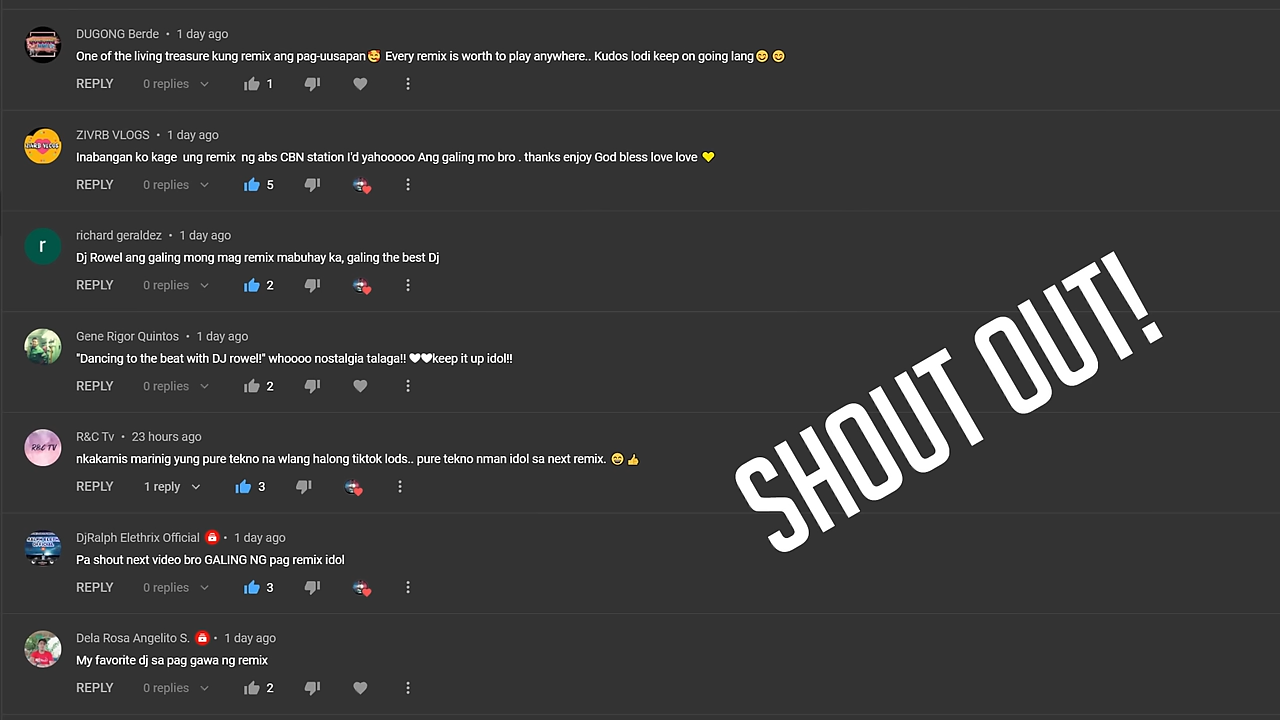 DUGONG Berde • 1 day ago
One of the living treasure kung remix ang pag-uusapan🥰 Every remix is worth to play anywhere.. Kudos lodi keep on going lang😄 😄
REPLY 0 replies 1
ZIVRB VLOGS • 1 day ago
ZIVRB VLOGS
Inabangan ko kage ung remix ng abs CBN station I'd yahooooo Ang galing mo bro . thanks enjoy God bless love love 💛
REPLY 0 replies 5
richard geraldez • 1 day ago
r
Dj Rowel ang galing mong mag remix mabuhay ka, galing the best Dj
REPLY 0 replies 2
Gene Rigor Quintos • 1 day ago
"Dancing to the beat with DJ rowel!" whoooo nostalgia talaga!! 🤍🤍keep it up idol!!
REPLY 0 replies 2
SHOUT OUT!
R&C Tv • 23 hours ago
R&C TV
nkakamis marinig yung pure tekno na wlang halong tiktok lods.. pure tekno nman idol sa next remix. 😄👍
REPLY 1 reply 3
DjRalph Elethrix Official • 1 day ago
Pa shout next video bro GALING NG pag remix idol
REPLY 0 replies 3
Dela Rosa Angelito S. • 1 day ago
My favorite dj sa pag gawa ng remix
REPLY 0 replies 2